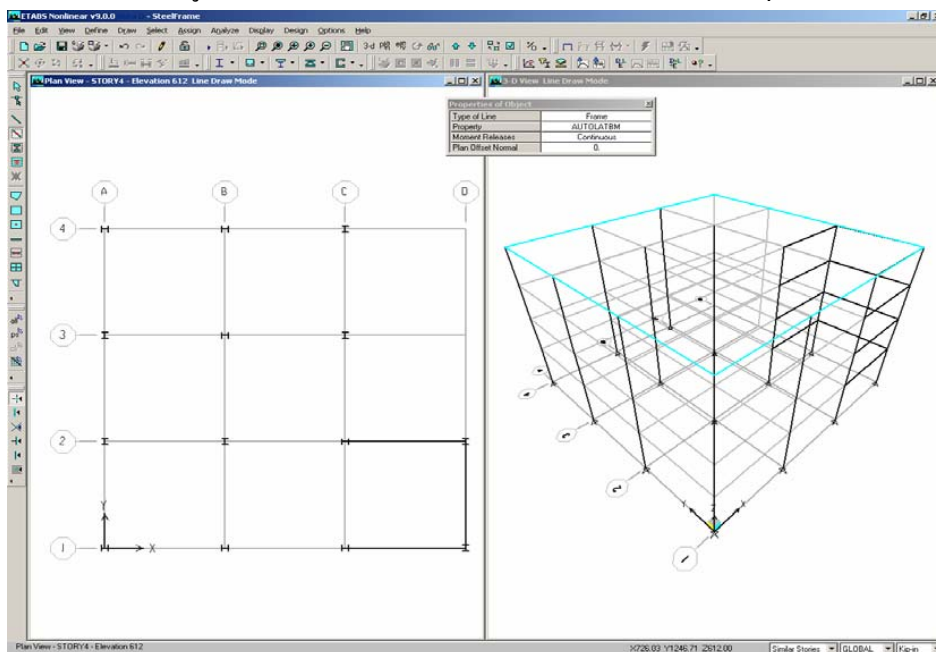 ETABS Nonlinear v9.0.0 - SteelFrame
File Edit View Define Draw Select Assign Analyze Display Design Options Help
3-d
Plan View - STORY4 - Elevation 612 Line Draw Mode
3-D View Line Draw Mode
Properties of Object
Type of Line Frame
Property AUTOLATBM
Moment Releases Continuous
Plan Offset Normal 0.
A B C D
4
3
2
Y
1 X
Y Z X
2
1
Plan View - STORY4 - Elevation 612 X726.03 Y1246.71 Z612.00 Similar Stories GLOBAL Kip-in